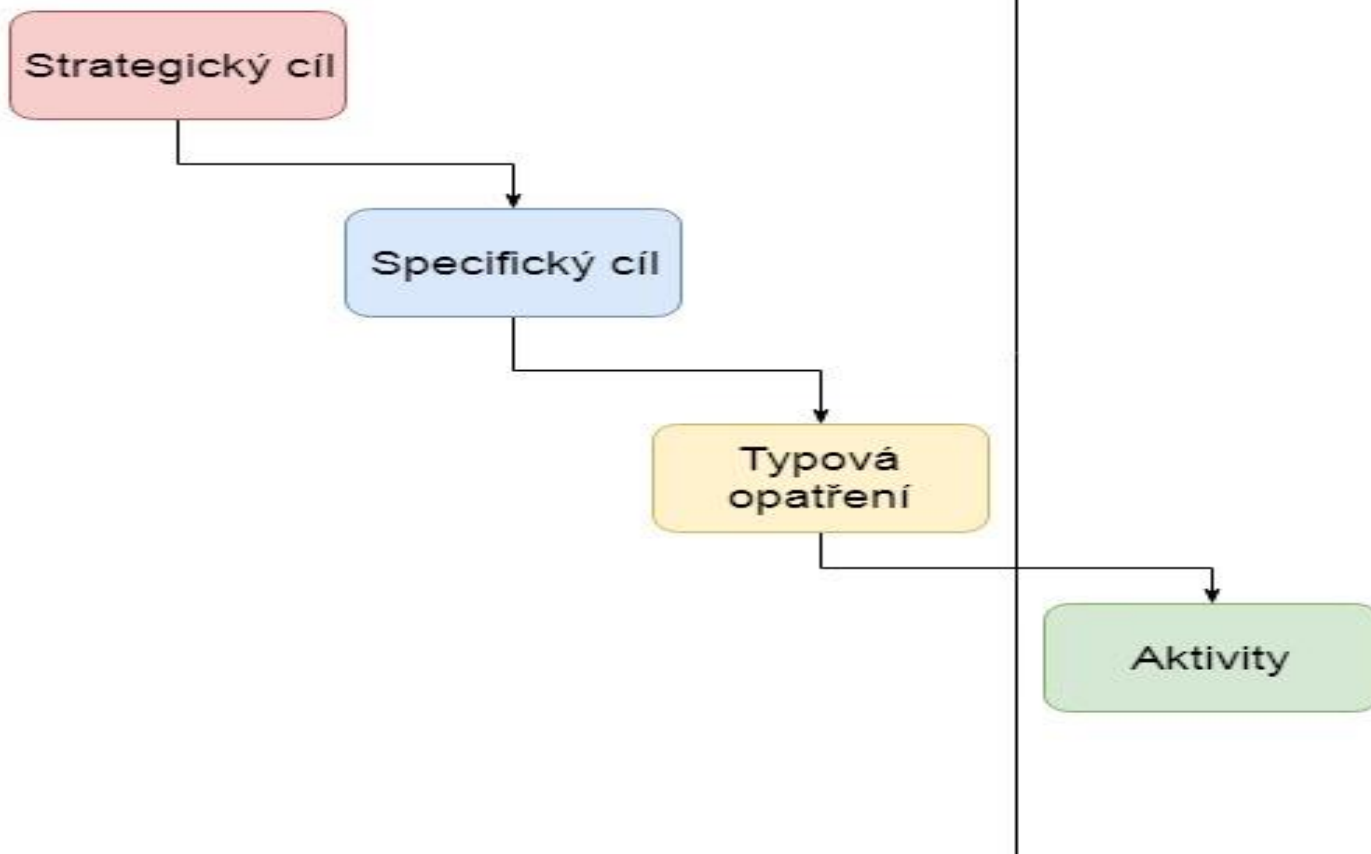 Strategický cíl
Specifický cíl
Typová
opatření
Aktivity